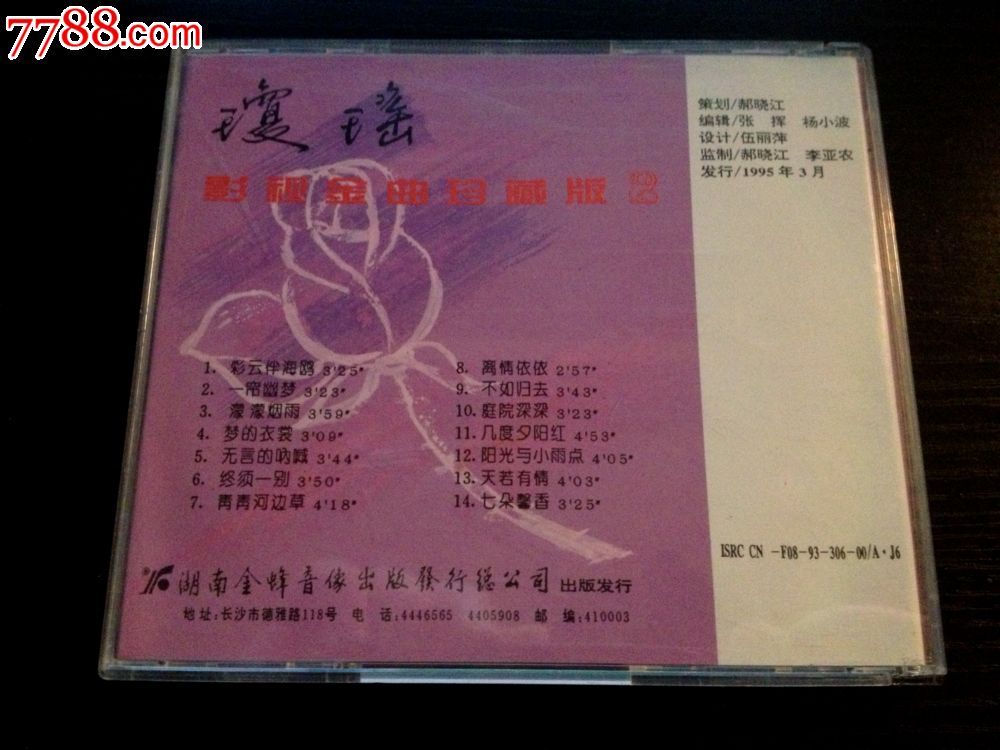 7788.com
瓊瑶
影视金曲珍藏版2
策划/郝晓江
编辑/张 挥 杨小波
设计/伍丽萍
监制/郝晓江 李亚农
发行/1995年3月
1. 彩云伴海鸥 3'25"
2. 一帘幽梦 3'23"
3. 濛濛烟雨 3'59"
4. 梦的衣裳 3'09"
5. 无言的呐喊 3'44"
6. 终须一别 3'50"
7. 青青河边草 4'18"
8. 离情依依 2'57"
9. 不如归去 3'43"
10. 庭院深深 3'23"
11. 几度夕阳红 4'53"
12. 阳光与小雨点 4'05"
13. 天若有情 4'03"
14. 七朵馨香 3'25"
ISRC CN -F08-93-306-00/A·J6
湖南金蜂音像出版發行總公司 出版发行
地 址:长沙市德雅路118号 电 话:4446565 4405908 邮 编:410003